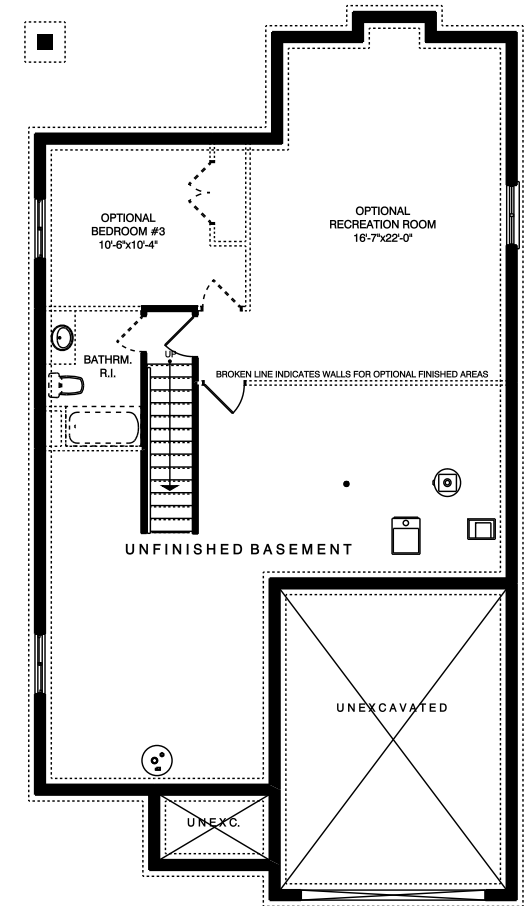 OPTIONAL
BEDROOM #3
10'-6"x10'-4"
OPTIONAL
RECREATION ROOM
16'-7"x22'-0"
BATHRM.
R.I.
UP
BROKEN LINE INDICATES WALLS FOR OPTIONAL FINISHED AREAS
UNFINISHED BASEMENT
UNEXCAVATED
UNEXC.